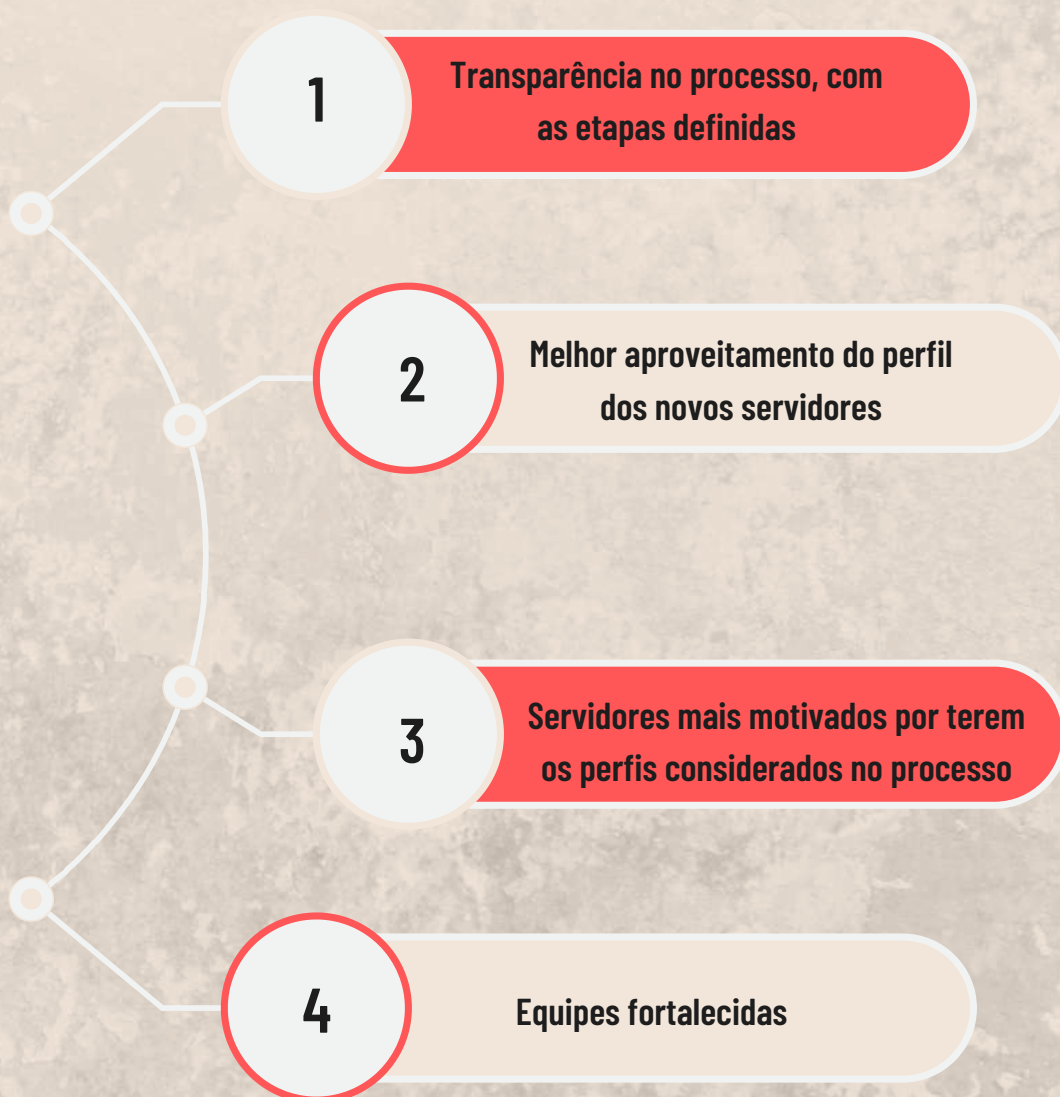 1
Transparência no processo, com
as etapas definidas
2
Melhor aproveitamento do perfil
dos novos servidores
3
Servidores mais motivados por terem
os perfis considerados no processo
4
Equipes fortalecidas